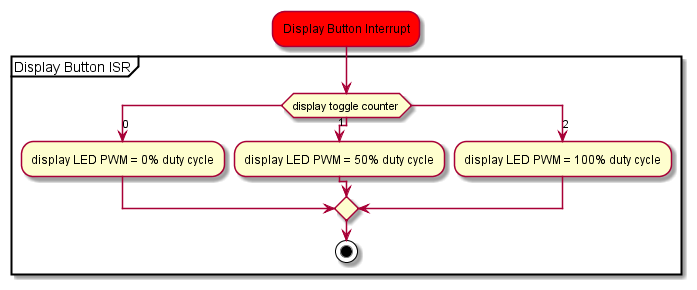 Display Button Interrupt
Display Button ISR
display toggle counter
0
1
2
display LED PWM = 0% duty cycle
display LED PWM = 50% duty cycle
display LED PWM = 100% duty cycle